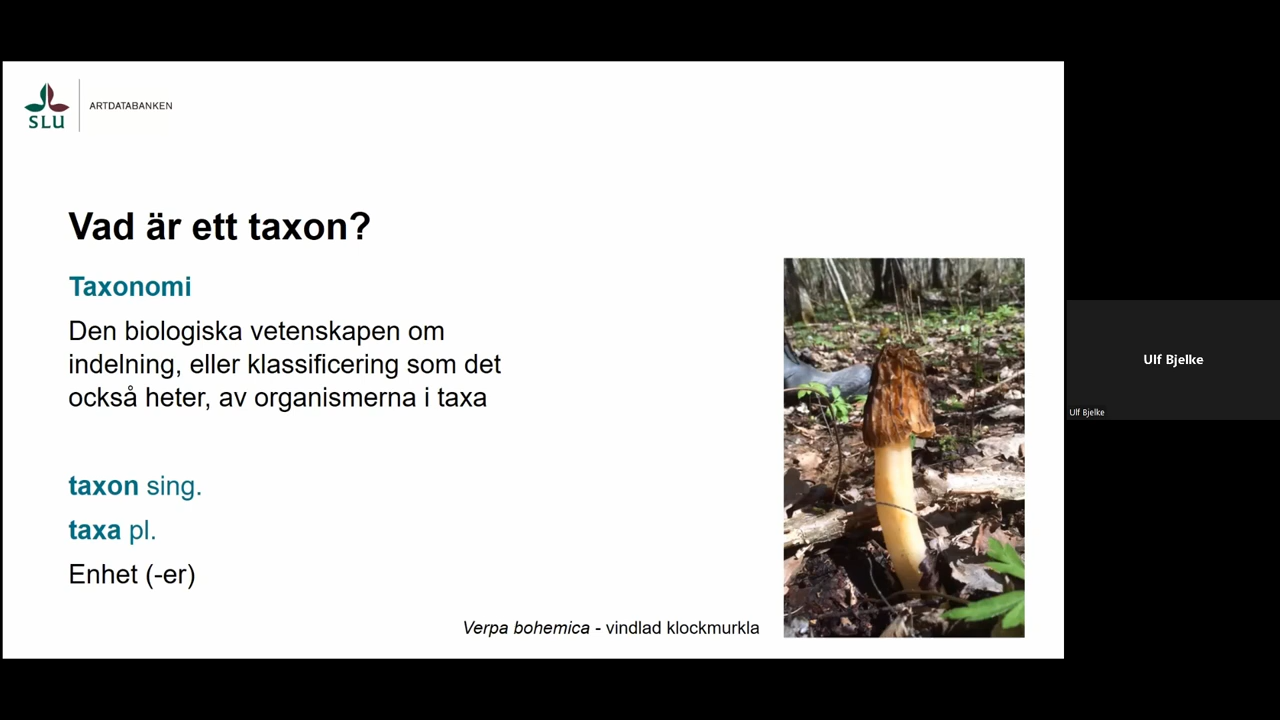 SLU
ARTDATABANKEN
Vad är ett taxon?
Taxonomi
Den biologiska vetenskapen om
indelning, eller klassificering som det
också heter, av organismerna i taxa
taxon sing.
taxa pl.
Enhet (-er)
Verpa bohemica - vindlad klockmurkla
Ulf Bjelke
Ulf Bjelke